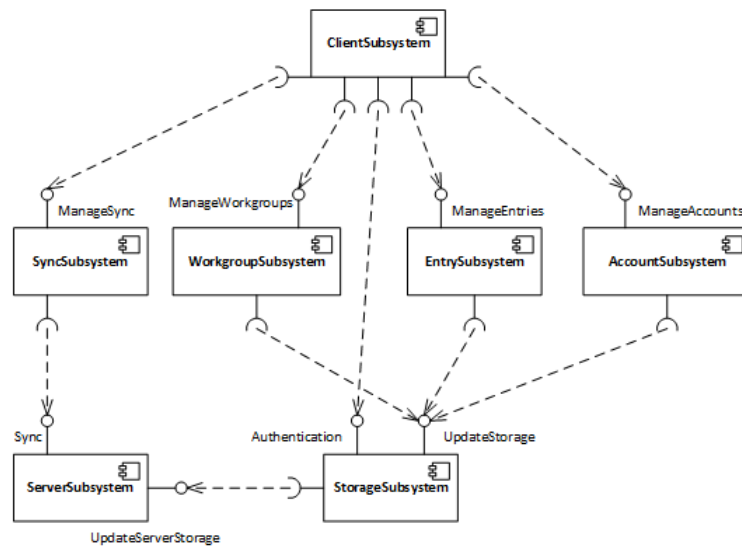 ClientSubsystem
ManageSync
ManageWorkgroups
ManageEntries
ManageAccounts
SyncSubsystem
WorkgroupSubsystem
EntrySubsystem
AccountSubsystem
Sync
Authentication
UpdateStorage
ServerSubsystem
StorageSubsystem
UpdateServerStorage